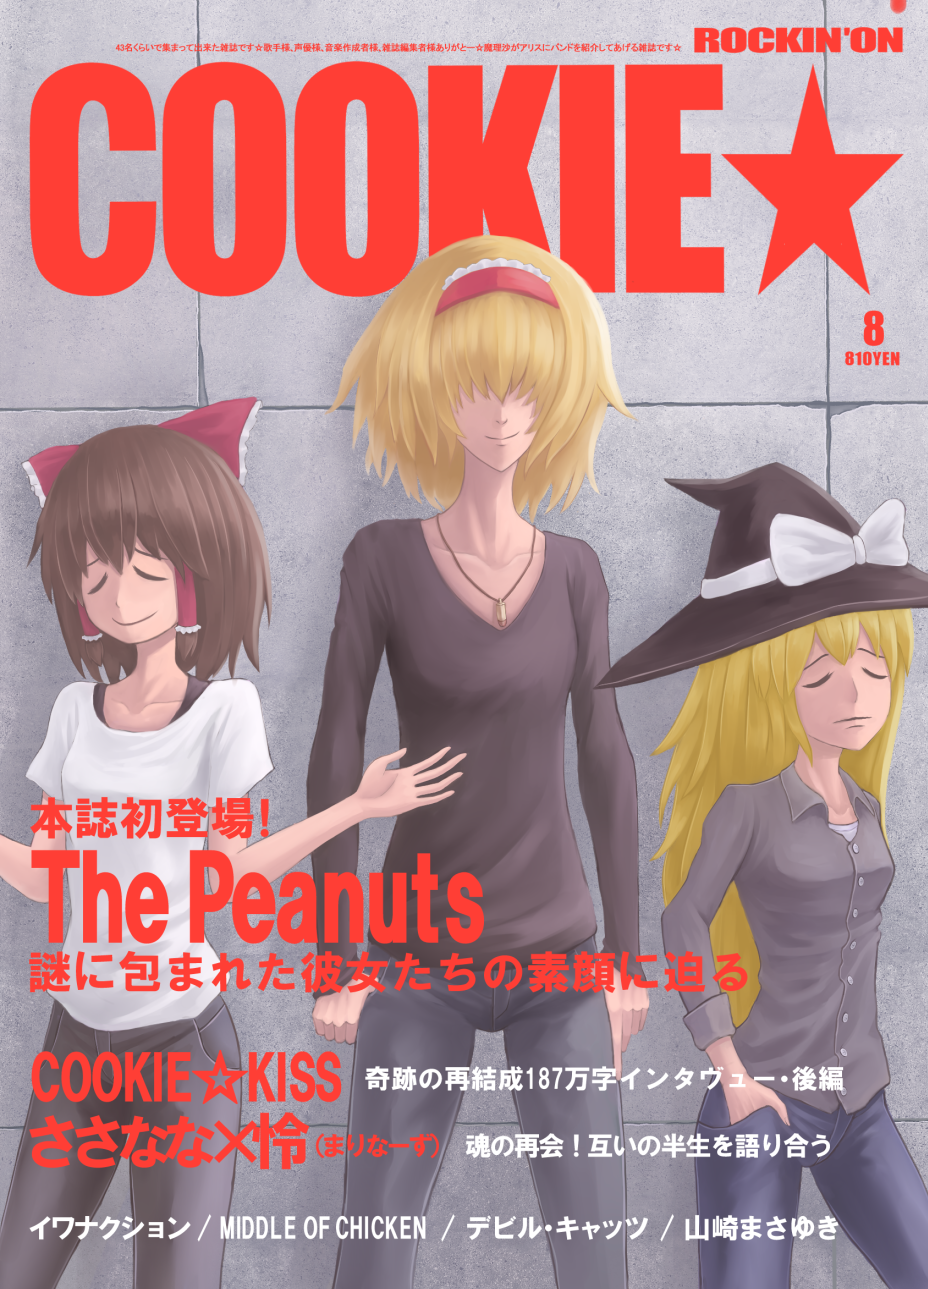 43名くらいで集まって出来た雑誌です☆歌手様、声優様、音楽作成者様、雑誌編集者様ありがとー☆魔理沙がアリスにバンドを紹介してあげる雑誌です☆
ROCKIN'ON
COOKIE★
8
810YEN
本誌初登場!
The Peanuts
謎に包まれた彼女たちの素顔に迫る
COOKIE☆KISS 奇跡の再結成187万字インタヴュー・後編
ささなな×怜(まりなーず) 魂の再会！互いの半生を語り合う
イワナクション / MIDDLE OF CHICKEN / デビル・キャッツ / 山崎まさゆき